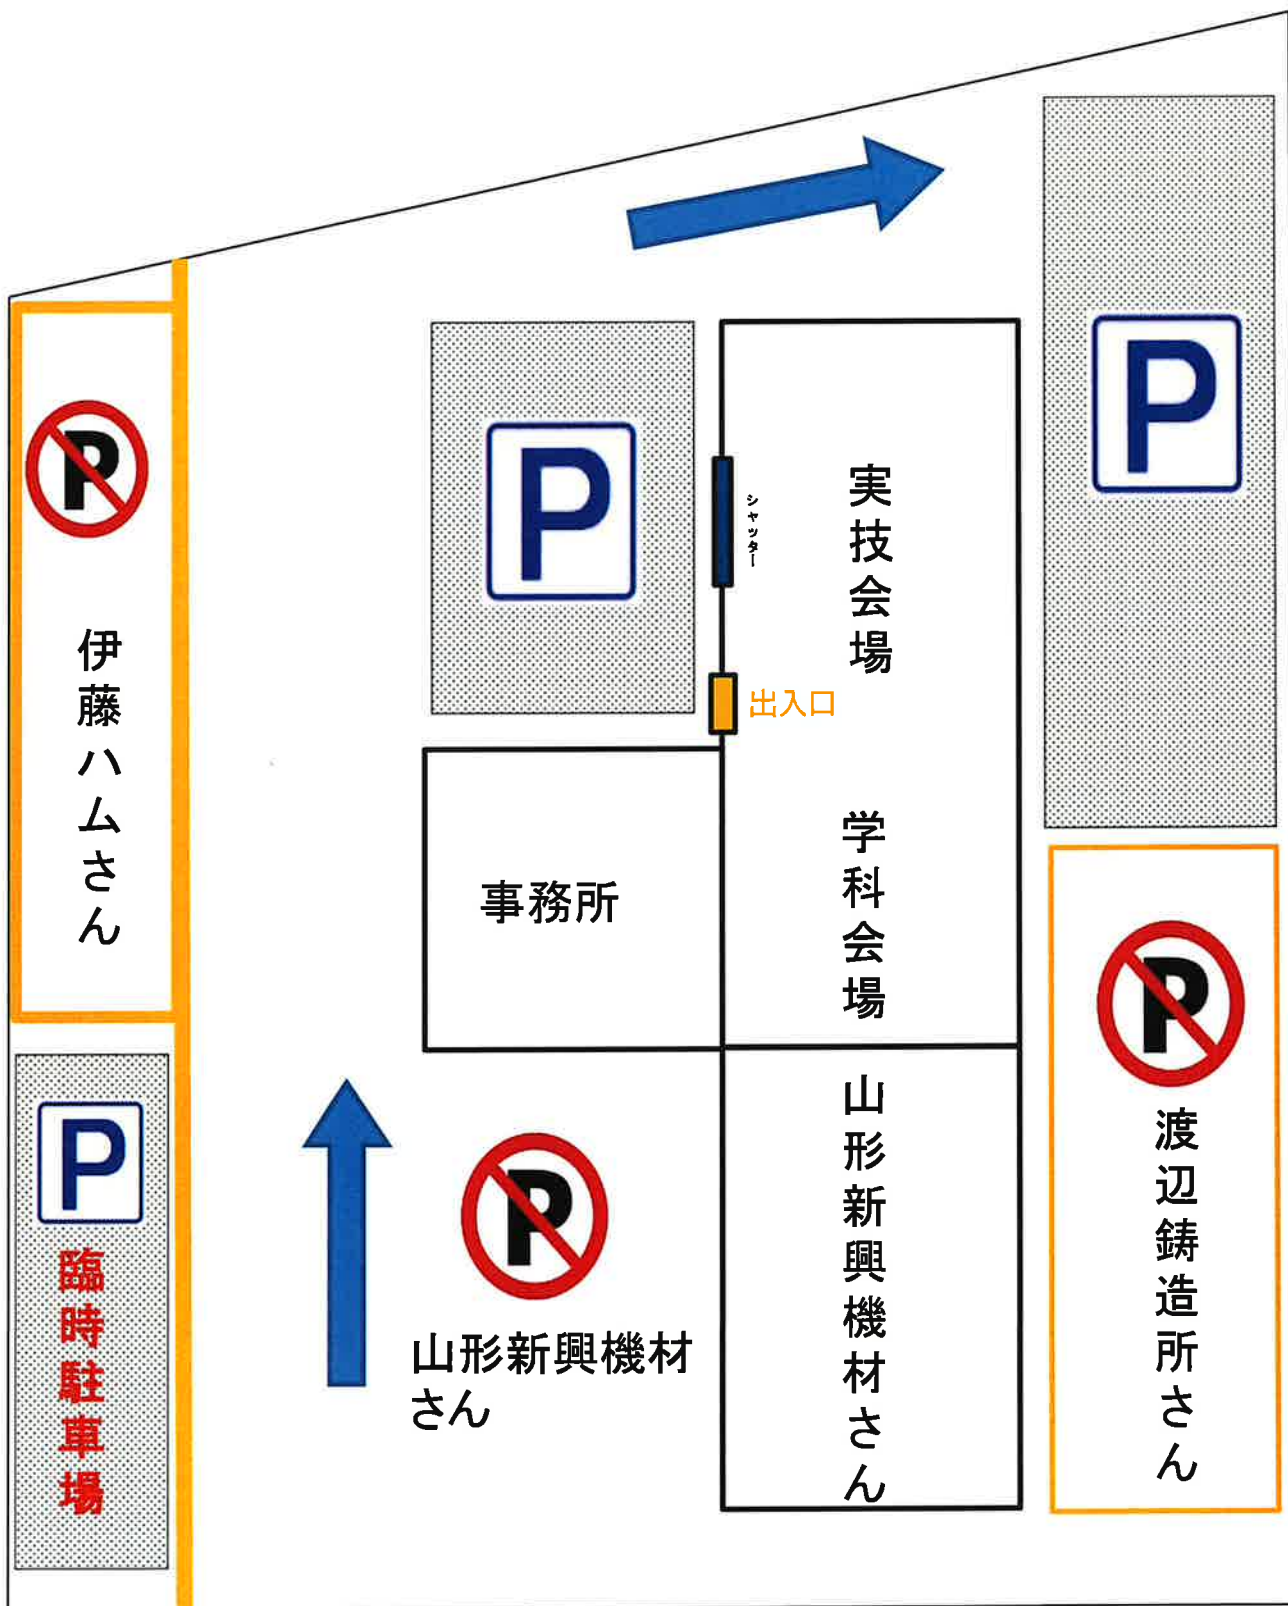 P
P
P
シャッター
実技会場
出入口
伊藤ハムさん
学科会場
事務所
P
P
山形新興機材さん
P
臨時駐車場
P
山形新興機材
さん
渡辺鋳造所さん